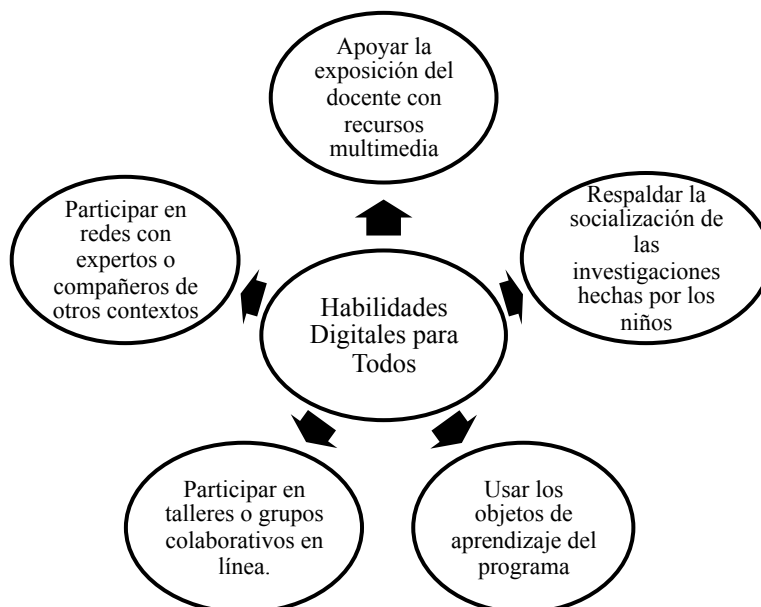 Apoyar la
exposición del
docente con
recursos
multimedia
Participar en
redes con
expertos o
compañeros de
otros contextos
Respaldar la
socialización de
las
investigaciones
hechas por los
niños
Habilidades
Digitales para
Todos
Participar en
talleres o grupos
colaborativos en
línea.
Usar los
objetos de
aprendizaje del
programa